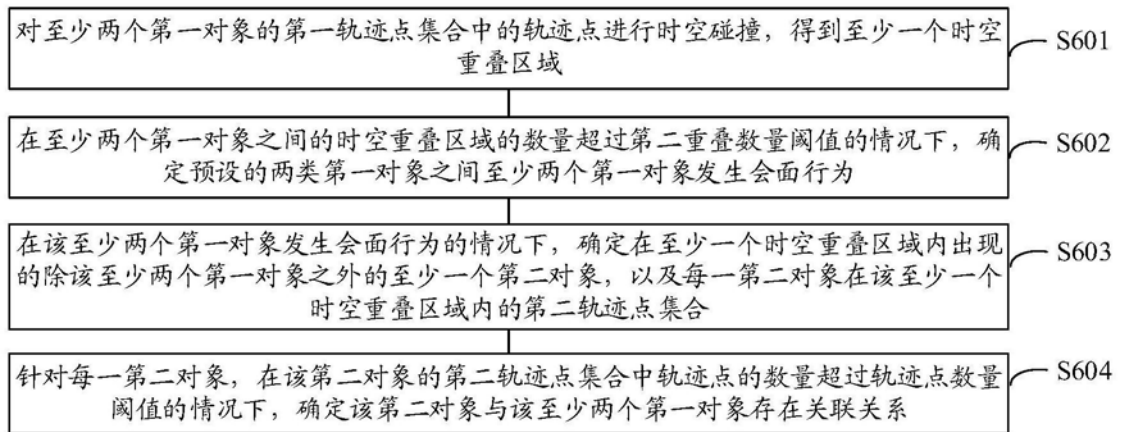 对至少两个第一对象的第一轨迹点集合中的轨迹点进行时空碰撞，得到至少一个时空
重叠区域
S601
在至少两个第一对象之间的时空重叠区域的数量超过第二重叠数量阈值的情况下，确
定预设的两类第一对象之间至少两个第一对象发生会面行为
S602
在该至少两个第一对象发生会面行为的情况下，确定在至少一个时空重叠区域内出现
的除该至少两个第一对象之外的至少一个第二对象，以及每一第二对象在该至少一个
时空重叠区域内的第二轨迹点集合
S603
针对每一第二对象，在该第二对象的第二轨迹点集合中轨迹点的数量超过轨迹点数量
阈值的情况下，确定该第二对象与该至少两个第一对象存在关联关系
S604